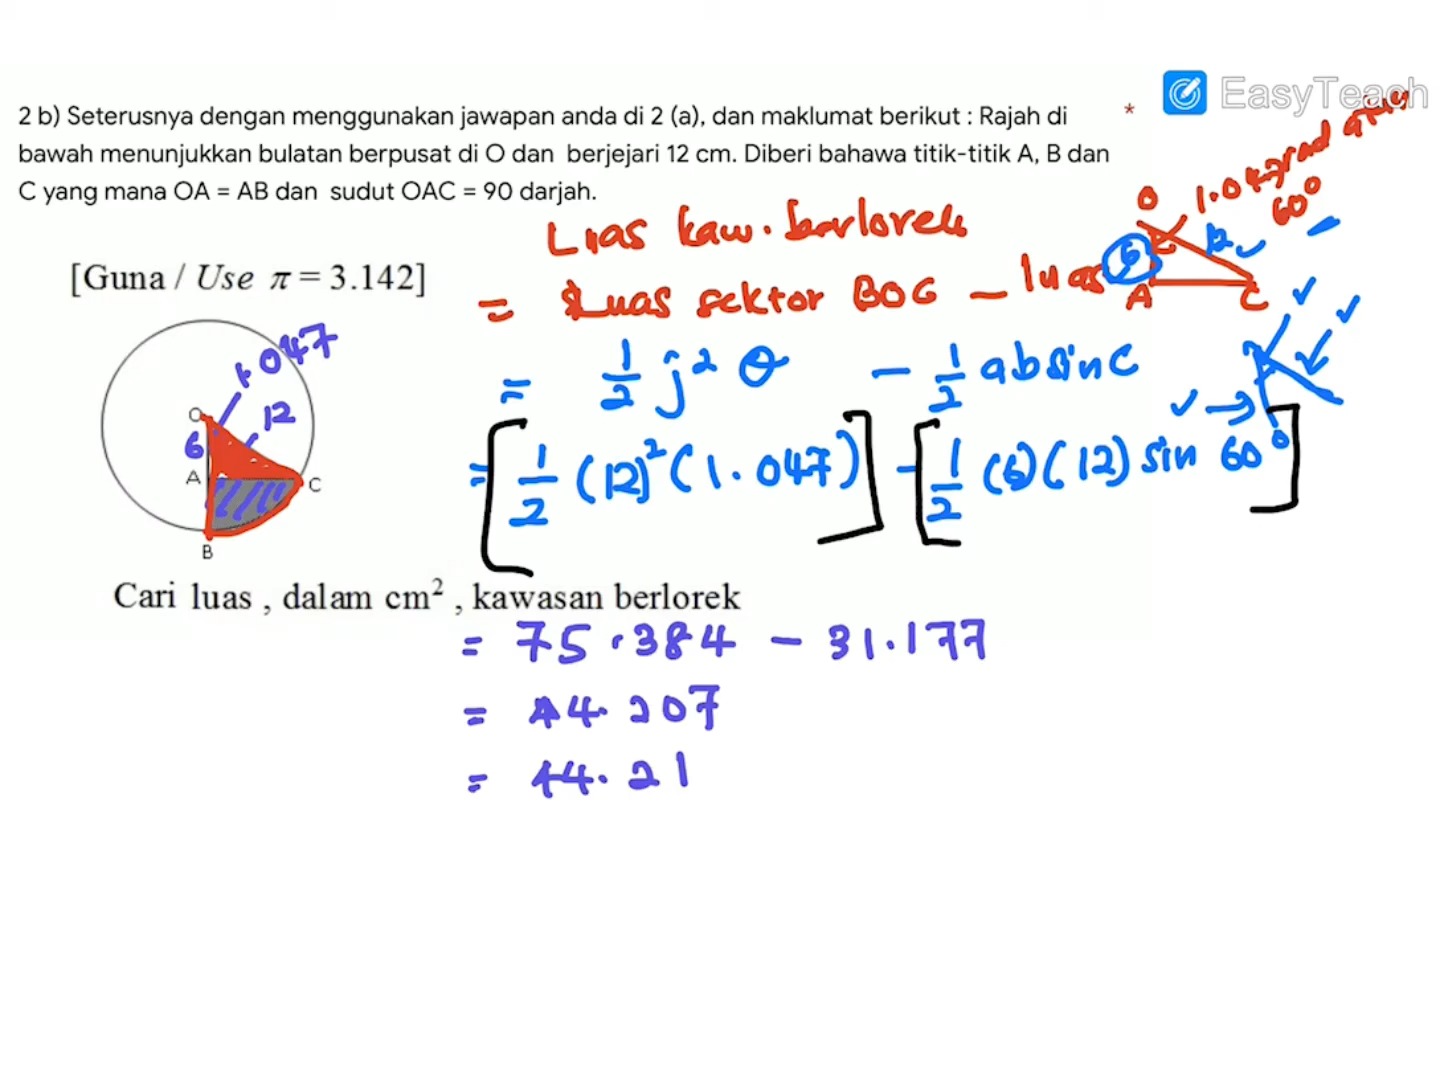 EasyTeach
2 b) Seterusnya dengan menggunakan jawapan anda di 2 (a), dan maklumat berikut : Rajah di *
bawah menunjukkan bulatan berpusat di O dan berjejari 12 cm. Diberi bahawa titik-titik A, B dan
C yang mana OA = AB dan sudut OAC = 90 darjah.
O 1.047 rad
60°
6 12
A C
Luas kaw. berlorek
= Luas sektor BOC − luas
[Guna / Use π = 3.142]
1.047
O 12
6
A C
B
= 1/2 j² θ − 1/2 ab sin C
= [1/2 (12)² (1.047)] − [1/2 (6)(12) sin 60°]
Cari luas , dalam cm² , kawasan berlorek
= 75.384 − 31.177
= 44.207
= 44.21